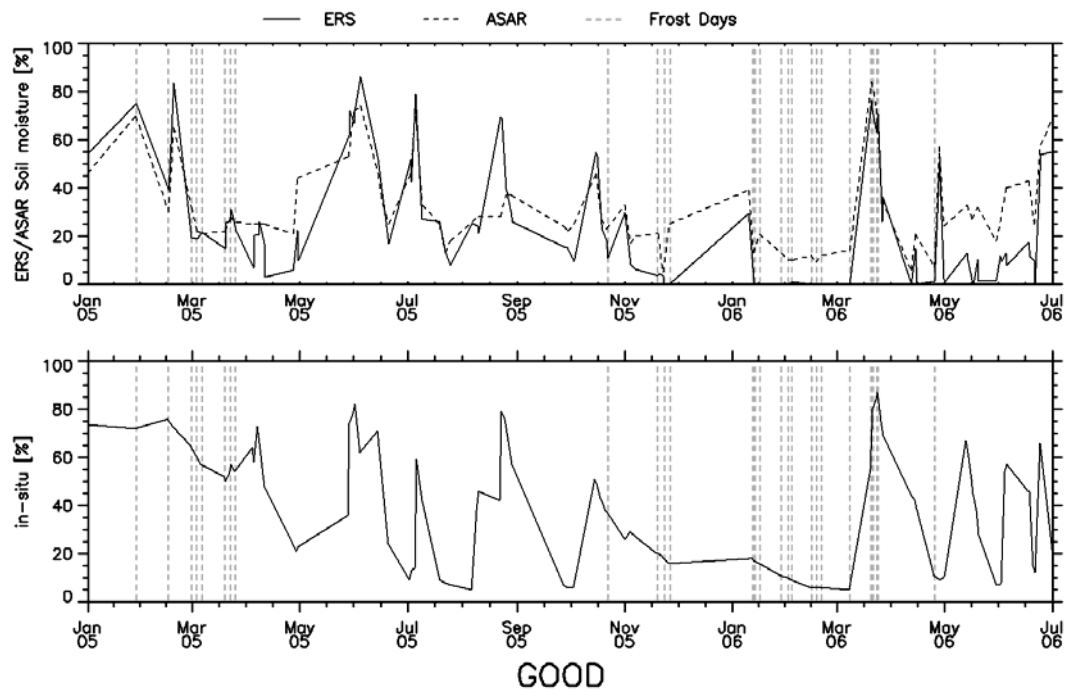 ERS ASAR Frost Days
ERS/ASAR Soil moisture [%]
100
80
60
40
20
0
Jan Mar May Jul Sep Nov Jan Mar May Jul
05 05 05 05 05 05 06 06 06 06
in-situ [%]
100
80
60
40
20
0
Jan Mar May Jul Sep Nov Jan Mar May Jul
05 05 05 05 05 05 06 06 06 06
GOOD